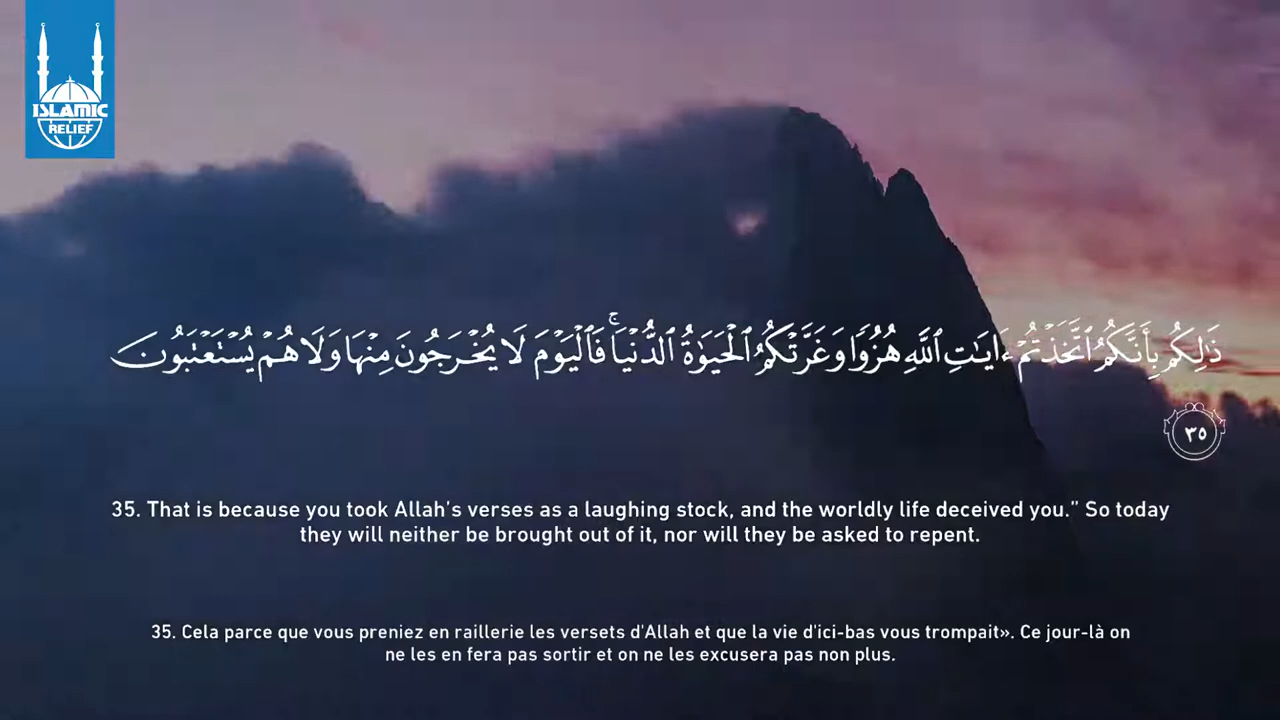 ISLAMIC
RELIEF
ذَٰلِكُم بِأَنَّكُمُ ٱتَّخَذْتُمْ ءَايَٰتِ ٱللَّهِ هُزُوًا وَغَرَّتْكُمُ ٱلْحَيَوٰةُ ٱلدُّنْيَا ۚ فَٱلْيَوْمَ لَا يُخْرَجُونَ مِنْهَا وَلَا هُمْ يُسْتَعْتَبُونَ
٣٥
35. That is because you took Allah's verses as a laughing stock, and the worldly life deceived you.” So today
they will neither be brought out of it, nor will they be asked to repent.
35. Cela parce que vous preniez en raillerie les versets d'Allah et que la vie d'ici-bas vous trompait». Ce jour-là on
ne les en fera pas sortir et on ne les excusera pas non plus.